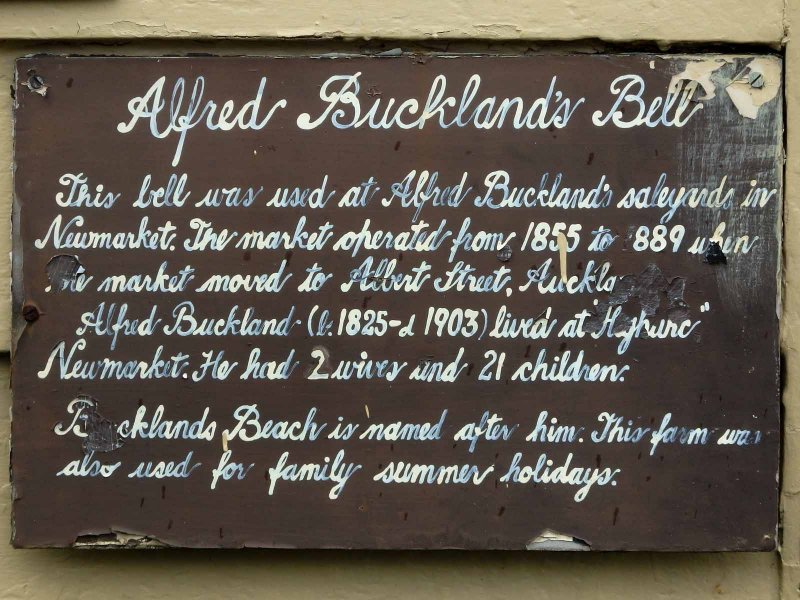 Alfred Buckland's Bell
This bell was used at Alfred Buckland's saleyards in
Newmarket. The market operated from 1855 to 1889 when
the market moved to Albert Street,
Alfred Buckland (b. 1825-d 1903) lived at "
Newmarket. He had 2 wives and 21 children.
Bucklands Beach is named after him. This farm was
also used for family summer holidays.